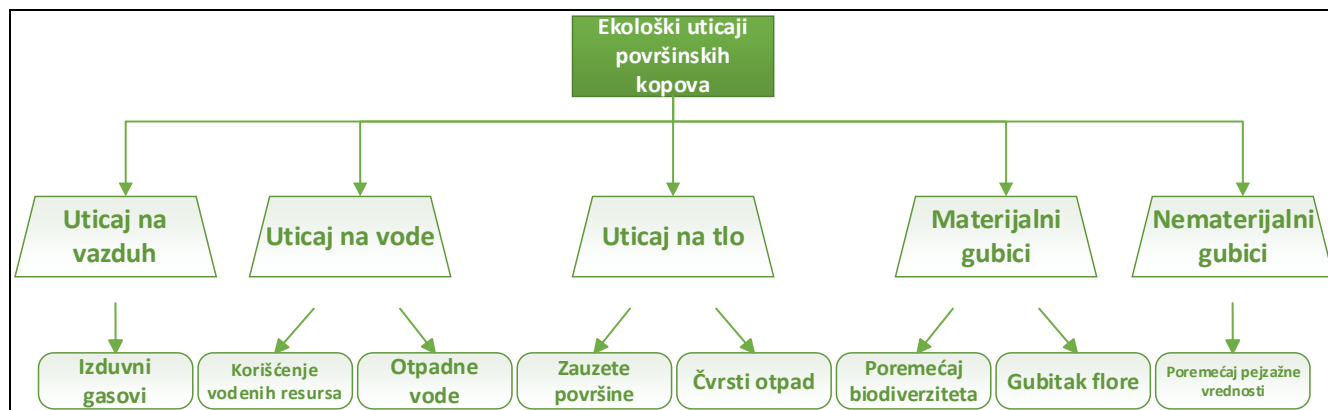 Ekološki uticaji
površinskih
kopova
Uticaj na
vazduh
Uticaj na vode
Uticaj na tlo
Materijalni
gubici
Nematerijalni
gubici
Izduvni
gasovi
Korišćenje
vodenih resursa
Otpadne
vode
Zauzete
površine
Čvrsti otpad
Poremećaj
biodiverziteta
Gubitak flore
Poremećaj pejzažne
vrednosti